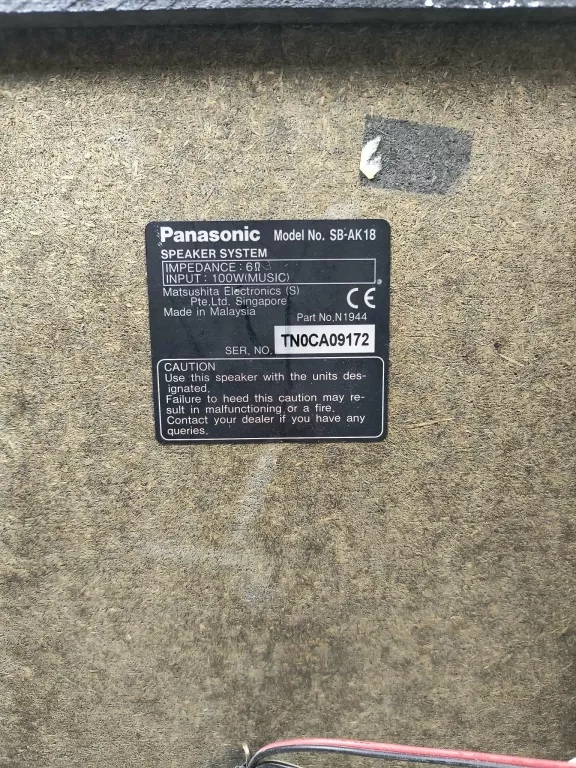 Panasonic Model No. SB-AK18
SPEAKER SYSTEM
IMPEDANCE : 6Ω
INPUT : 100W(MUSIC)
Matsushita Electronics (S)
Pte.Ltd. Singapore
Made in Malaysia
CE
Part No.N1944
SER. NO. TN0CA09172
CAUTION
Use this speaker with the units des-
ignated.
Failure to heed this caution may re-
sult in malfunctioning or a fire.
Contact your dealer if you have any
queries.